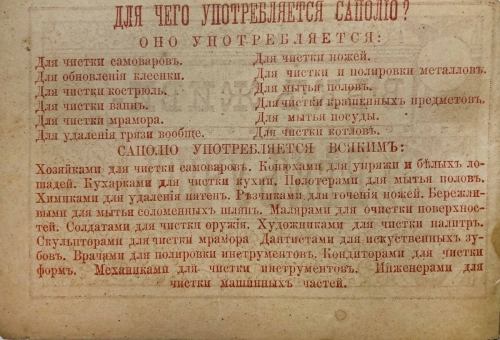 ДЛЯ ЧЕГО УПОТРЕБЛЯЕТСЯ САПОЛІО?
ОНО УПОТРЕБЛЯЕТСЯ:
Для чистки самоваровъ.
Для обновленія клеенки.
Для чистки кострюль.
Для чистки ваннъ.
Для чистки мрамора.
Для удаленія грязи вообще.
Для чистки ножей.
Для чистки и полировки металловъ.
Для мытья половъ.
Для чистки крашенныхъ предметовъ.
Для мытья посуды.
Для чистки котловъ.
САПОЛІО УПОТРЕБЛЯЕТСЯ ВСЯКИМЪ:
Хозяйками для чистки самоваровъ. Конюхами для упряжи и бѣлыхъ ло-
шадей. Кухарками для чистки кухни. Полотерами для мытья половъ.
Химиками для удаленія пятенъ. Рѣзчиками для точенія ножей. Бережли-
выми для мытья соломенныхъ шляпъ. Малярами для очистки поверхнос-
тей. Солдатами для чистки оружія. Художниками для чистки палитръ.
Скульпторами для чистки мрамора Дантистами для искуственныхъ зу-
бовъ. Врачами для полировки инструментовъ. Кондиторами для чистки
формъ. Механиками для чистки инструментовъ. Инженерами для
чистки машинныхъ частей.